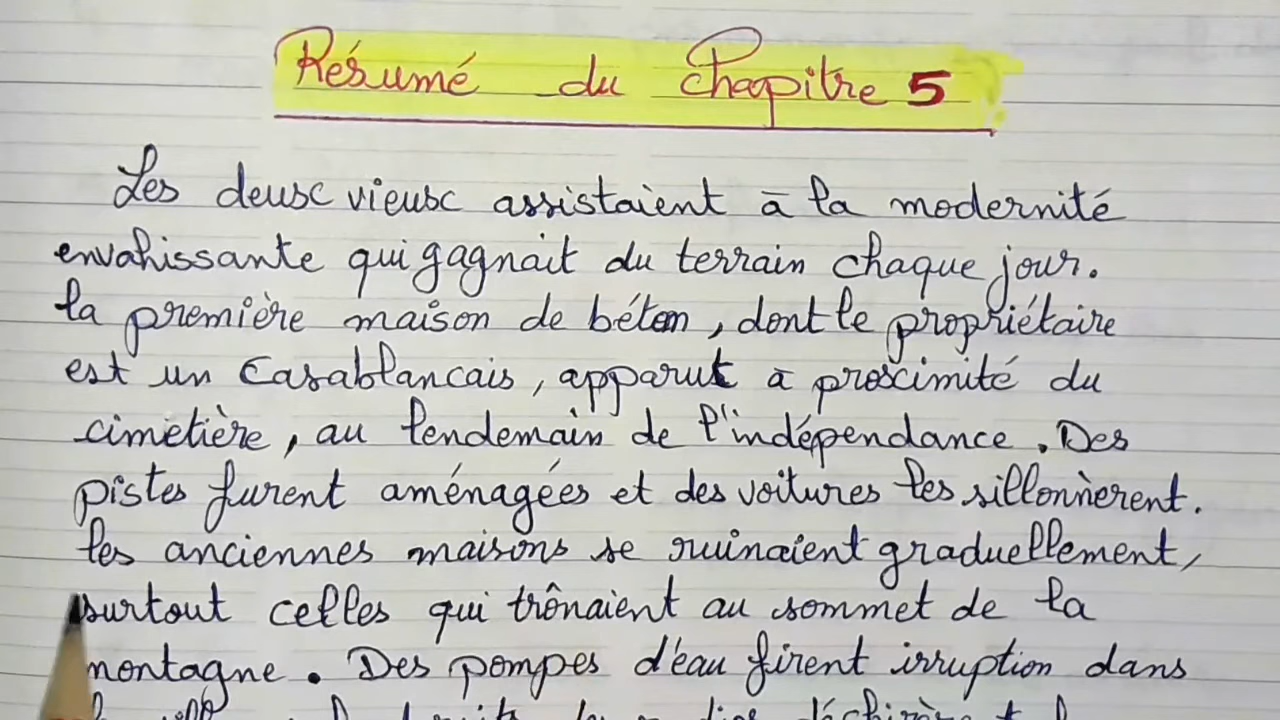 Résumé du Chapitre 5
Les deux vieux assistaient à la modernité
envahissante qui gagnait du terrain chaque jour.
la première maison de béton, dont le propriétaire
est un Casablancais, apparut à proximité du
cimetière, au lendemain de l'indépendance. Des
pistes furent aménagées et des voitures les sillonnèrent.
les anciennes maisons se ruinaient graduellement,
surtout celles qui trônaient au sommet de la
montagne. Des pompes d'eau firent irruption dans